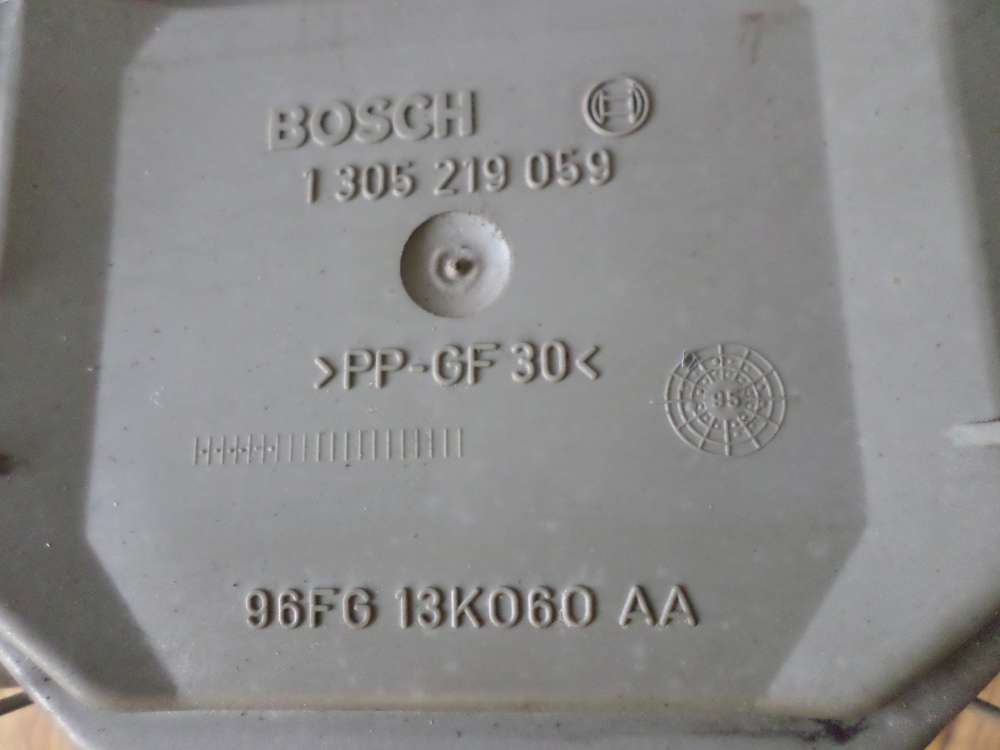 BOSCH
1 305 219 059
>PP-GF 30<
95
96FG 13K060 AA